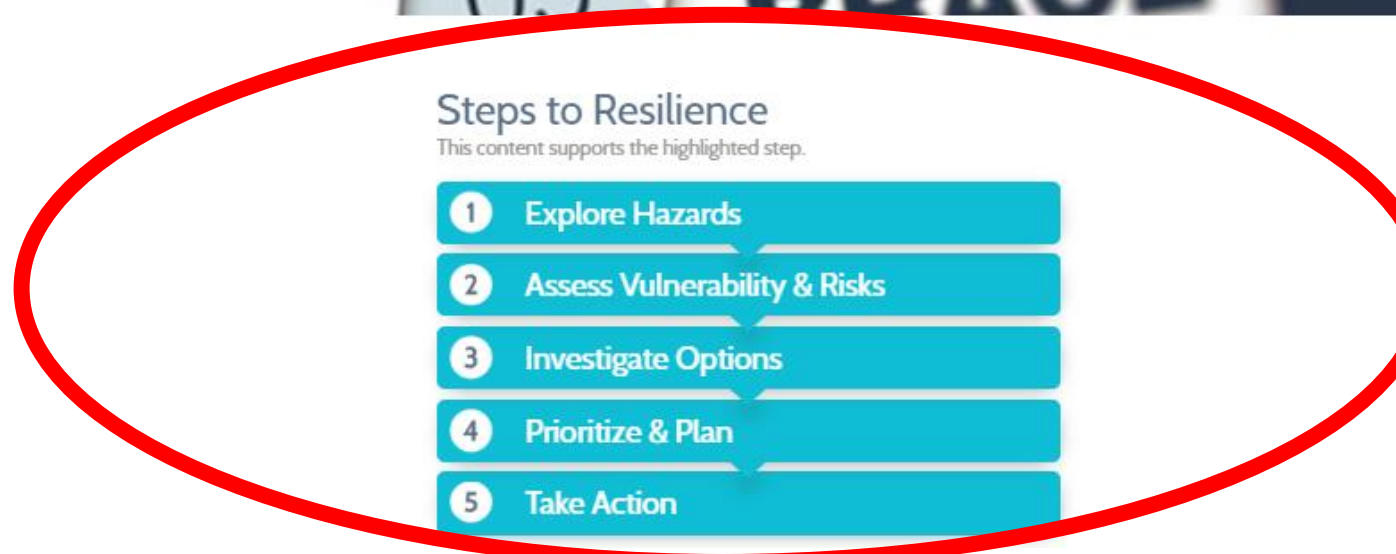 Steps to Resilience
This content supports the highlighted step.
1 Explore Hazards
2 Assess Vulnerability & Risks
3 Investigate Options
4 Prioritize & Plan
5 Take Action